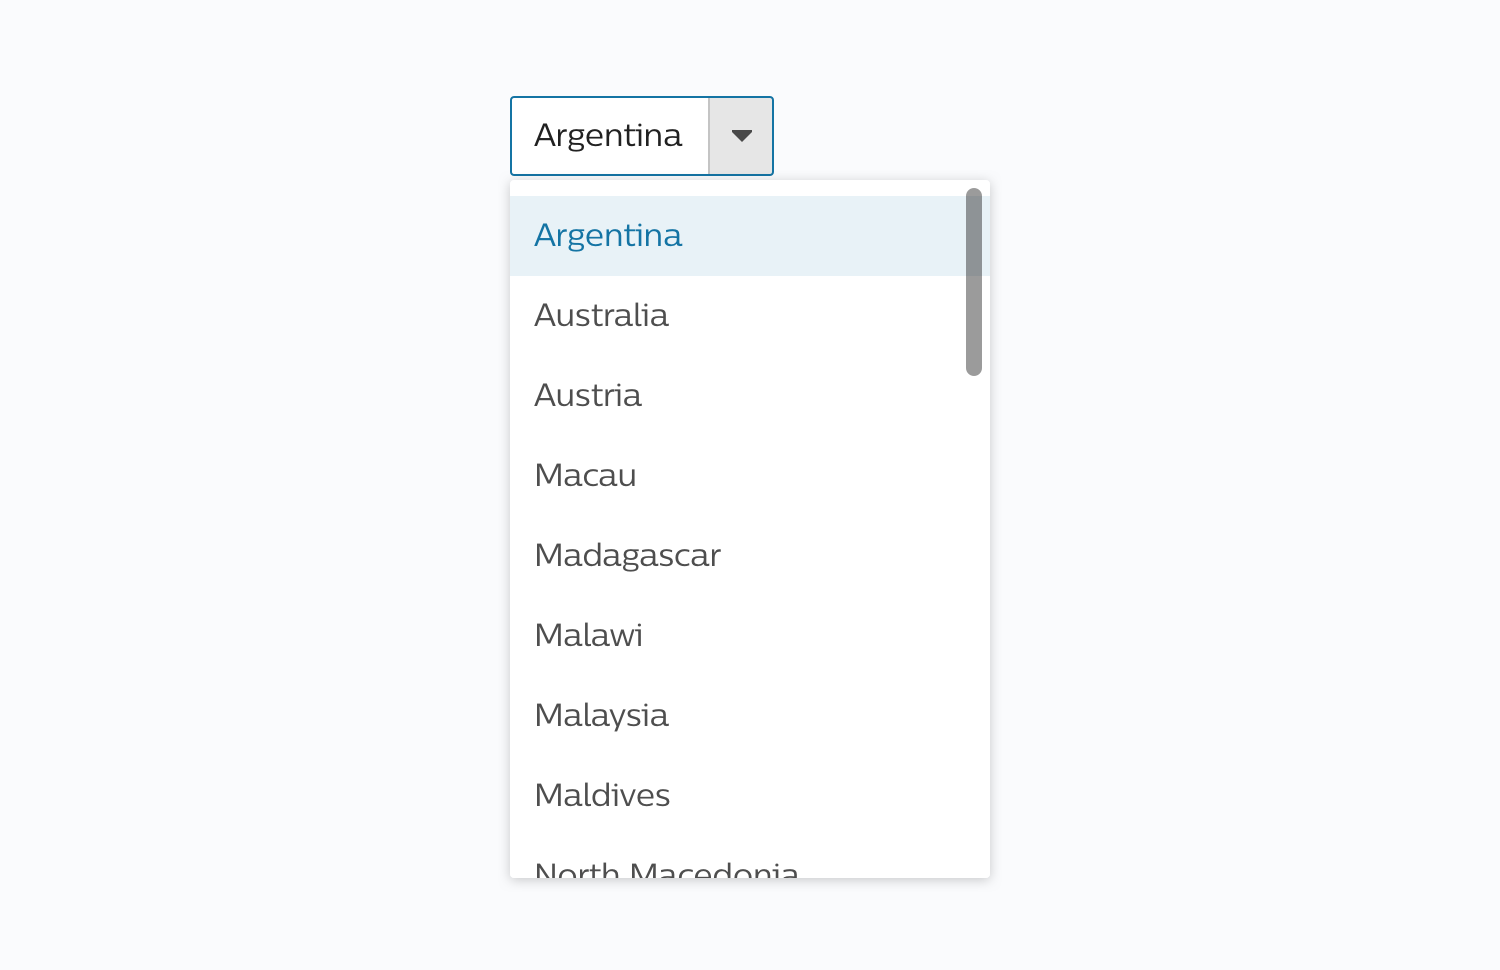 Argentina
Argentina
Australia
Austria
Macau
Madagascar
Malawi
Malaysia
Maldives
North Macedonia